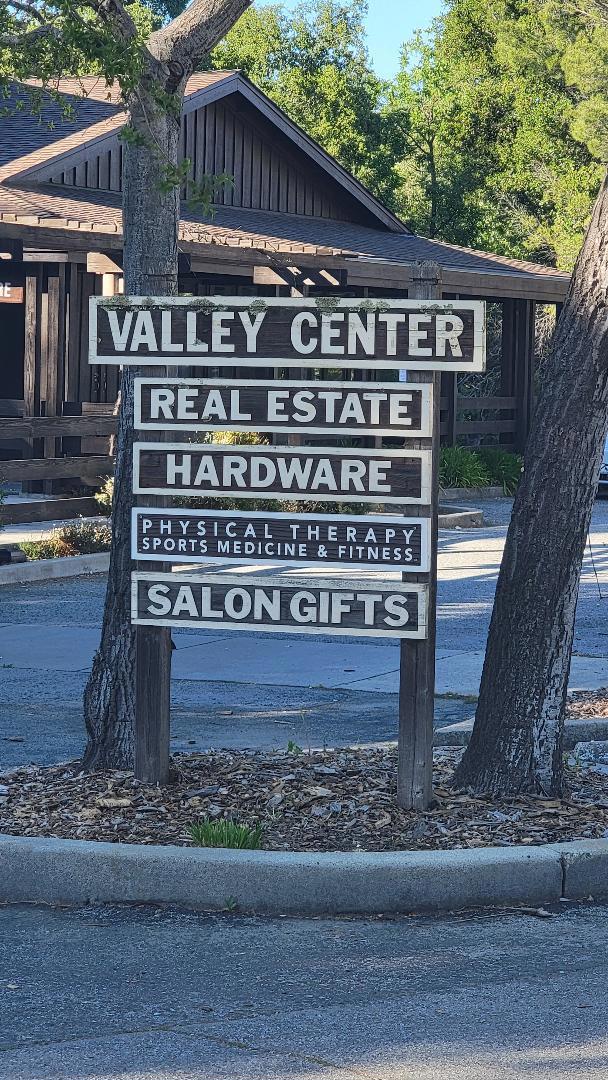 VALLEY CENTER
REAL ESTATE
HARDWARE
PHYSICAL THERAPY
SPORTS MEDICINE & FITNESS
SALON GIFTS